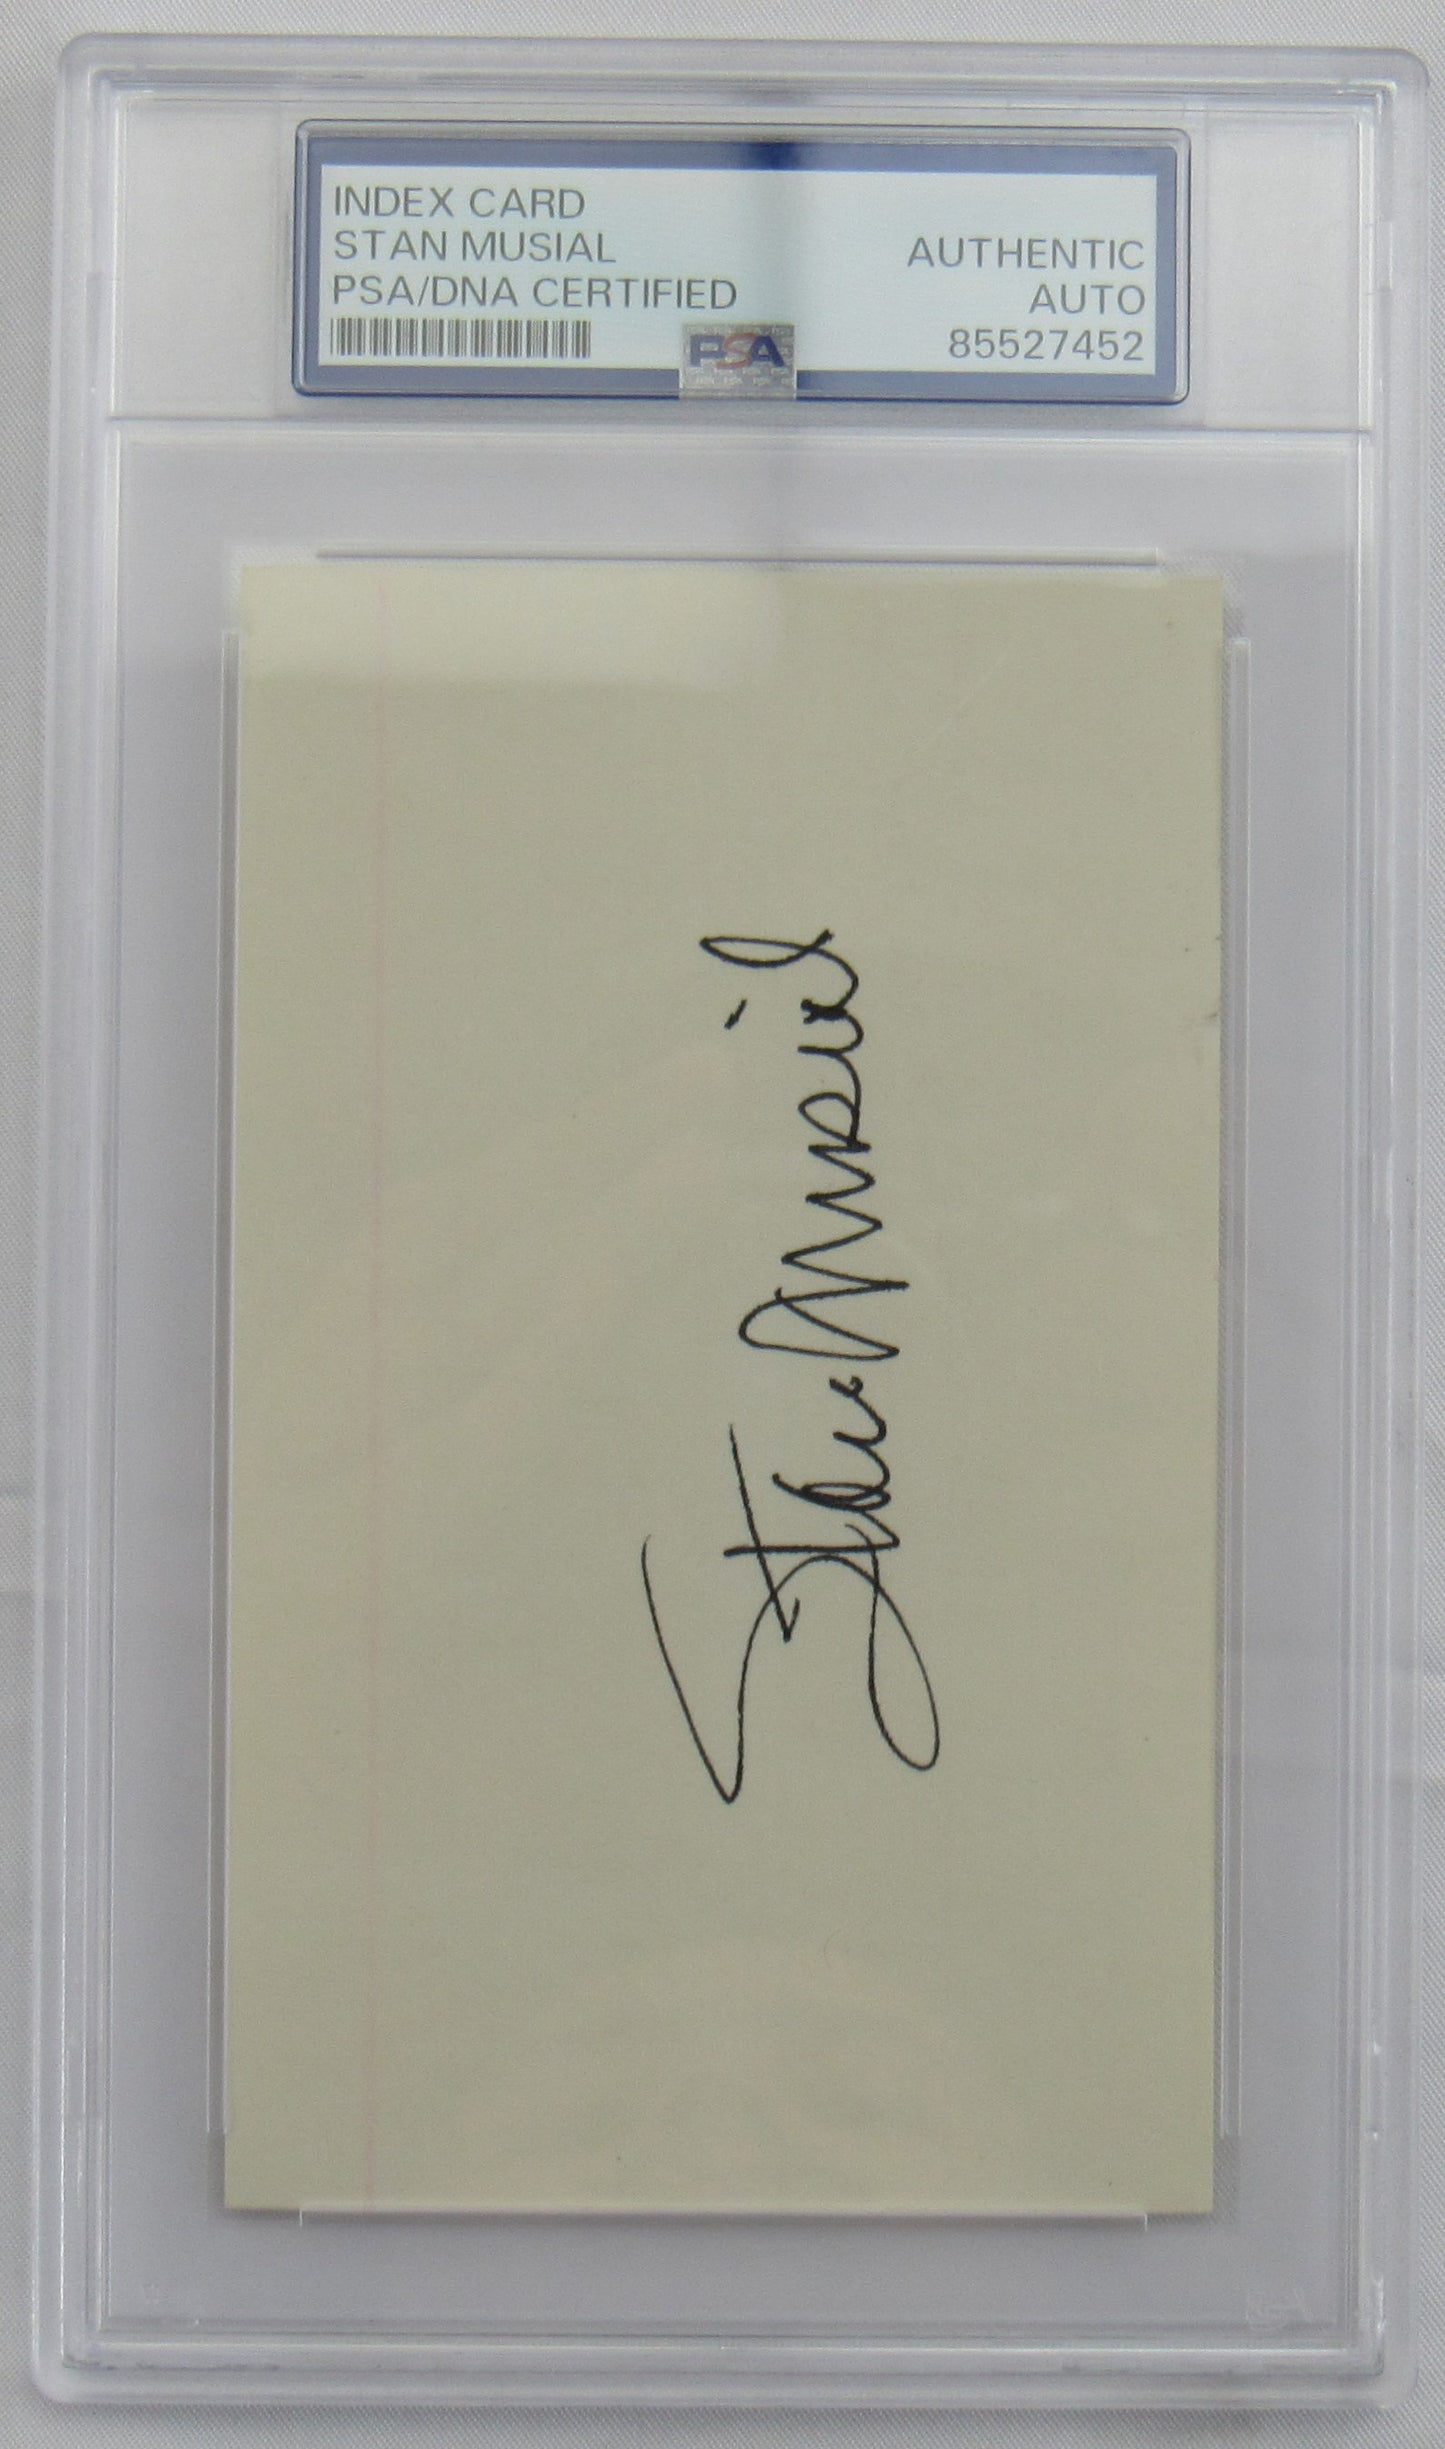 INDEX CARD
STAN MUSIAL
PSA/DNA CERTIFIED
AUTHENTIC
AUTO
85527452
PSA
Stan Musial